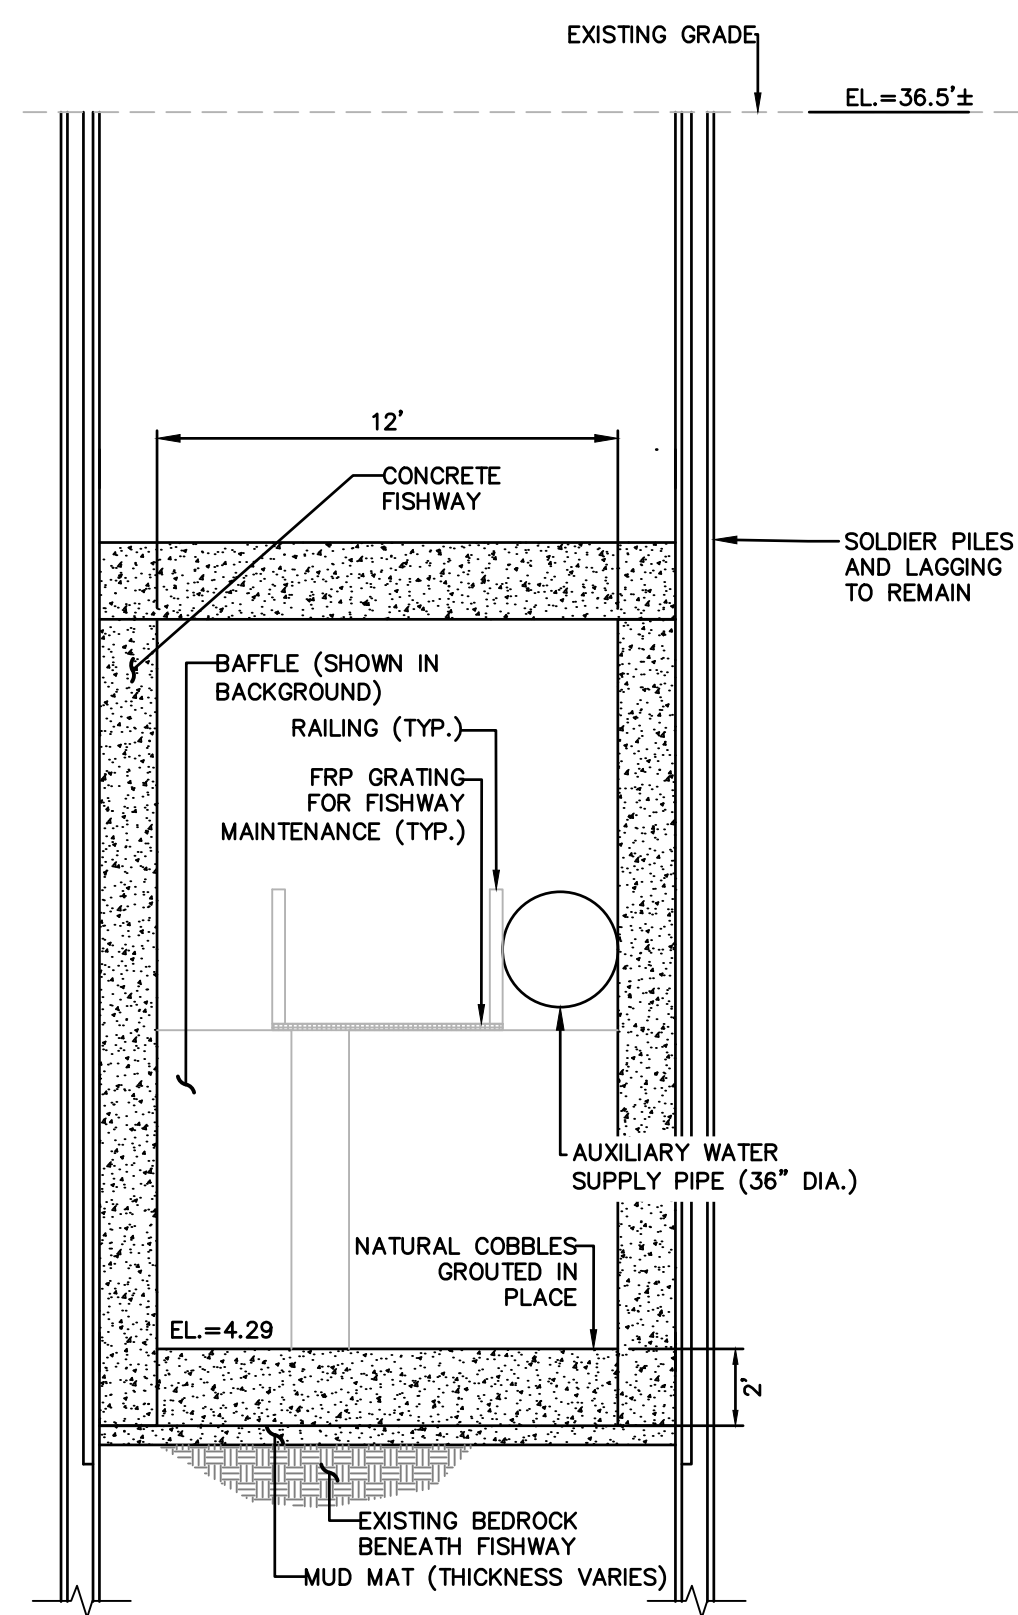 EXISTING GRADE
EL.=36.5'±
12'
CONCRETE
FISHWAY
SOLDIER PILES
AND LAGGING
TO REMAIN
BAFFLE (SHOWN IN
BACKGROUND)
RAILING (TYP.)
FRP GRATING
FOR FISHWAY
MAINTENANCE (TYP.)
AUXILIARY WATER
SUPPLY PIPE (36" DIA.)
NATURAL COBBLES
GROUTED IN
PLACE
EL.=4.29
2'
EXISTING BEDROCK
BENEATH FISHWAY
MUD MAT (THICKNESS VARIES)